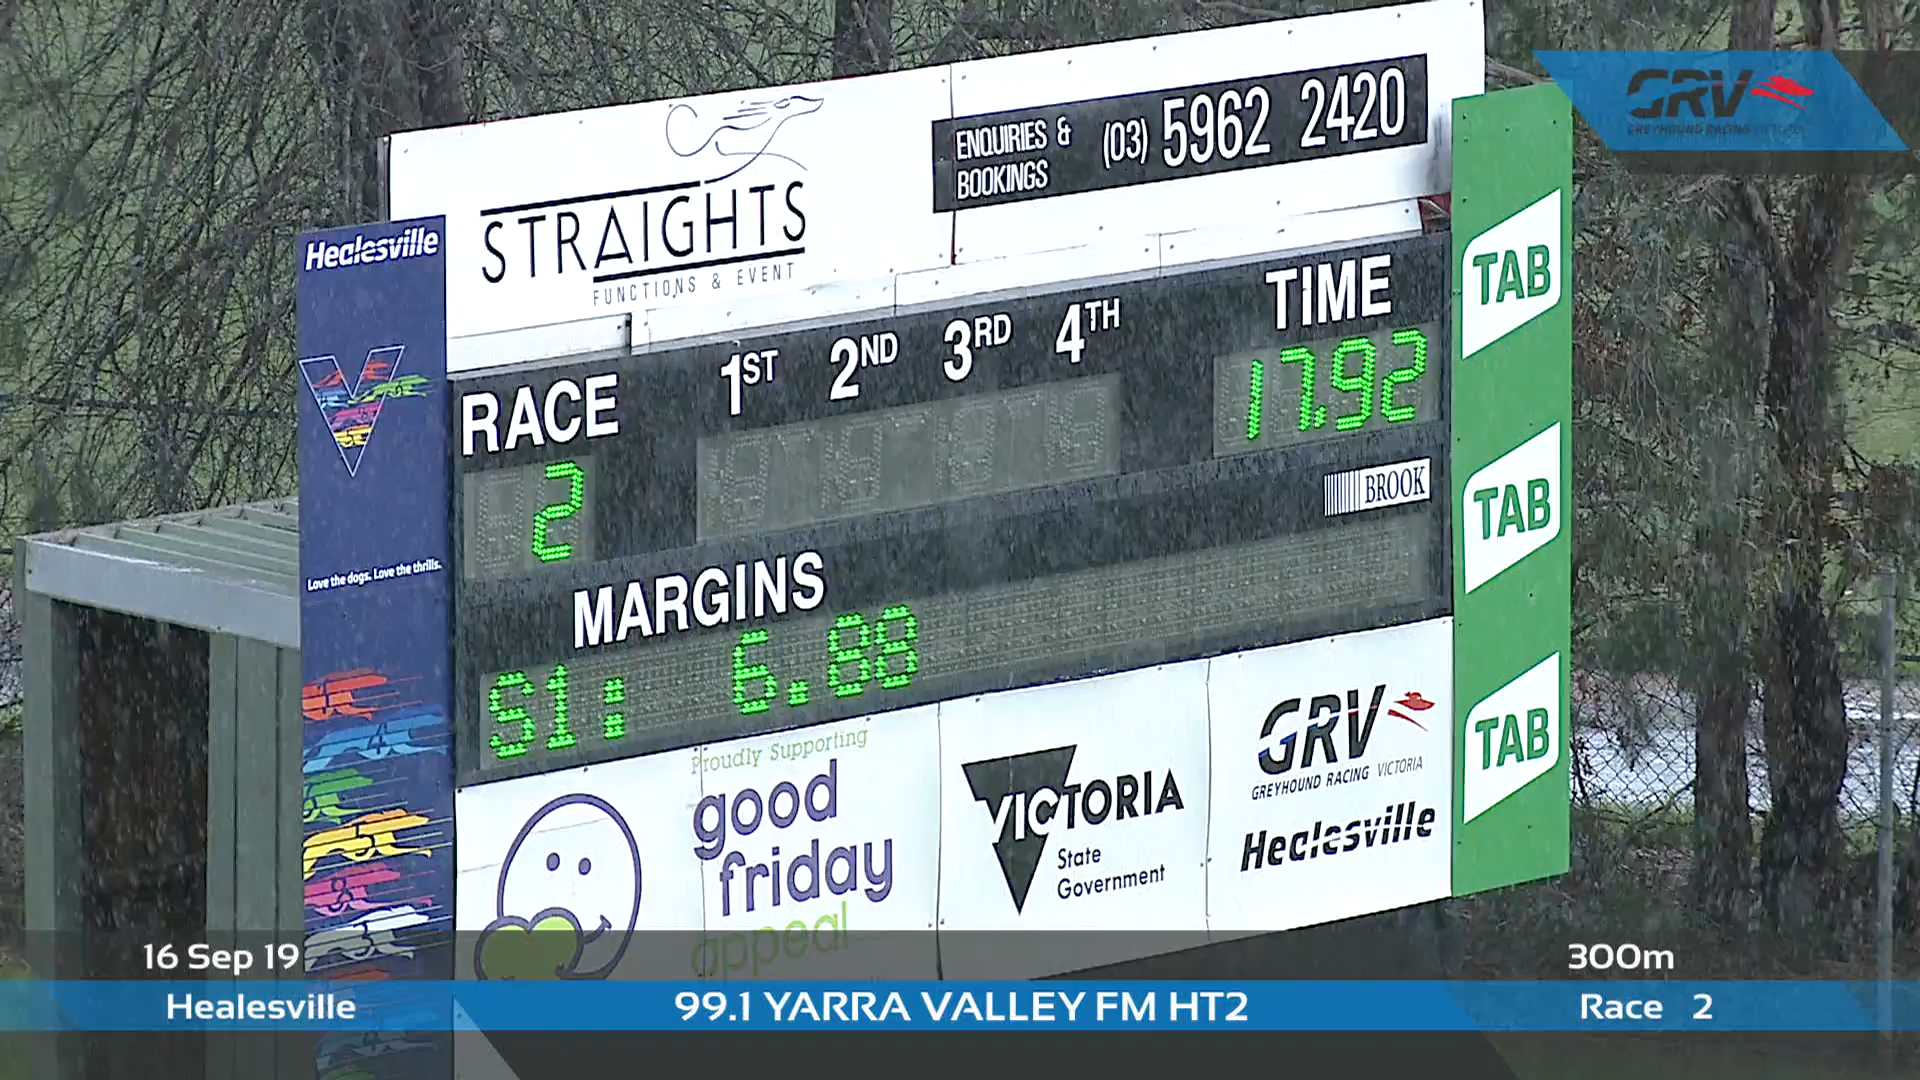 GRV
GREYHOUND RACING VICTORIA
ENQUIRIES & BOOKINGS (03) 5962 2420
STRAIGHTS
FUNCTIONS & EVENT
Healesville
TAB
TIME
1ST 2ND 3RD 4TH
17.92
RACE
2
BROOK
TAB
Love the dogs. Love the thrills.
MARGINS
S1: 6.88
TAB
Proudly Supporting
good
friday
appeal
VICTORIA
State
Government
GRV
GREYHOUND RACING VICTORIA
Healesville
16 Sep 19
300m
Healesville
99.1 YARRA VALLEY FM HT2
Race 2